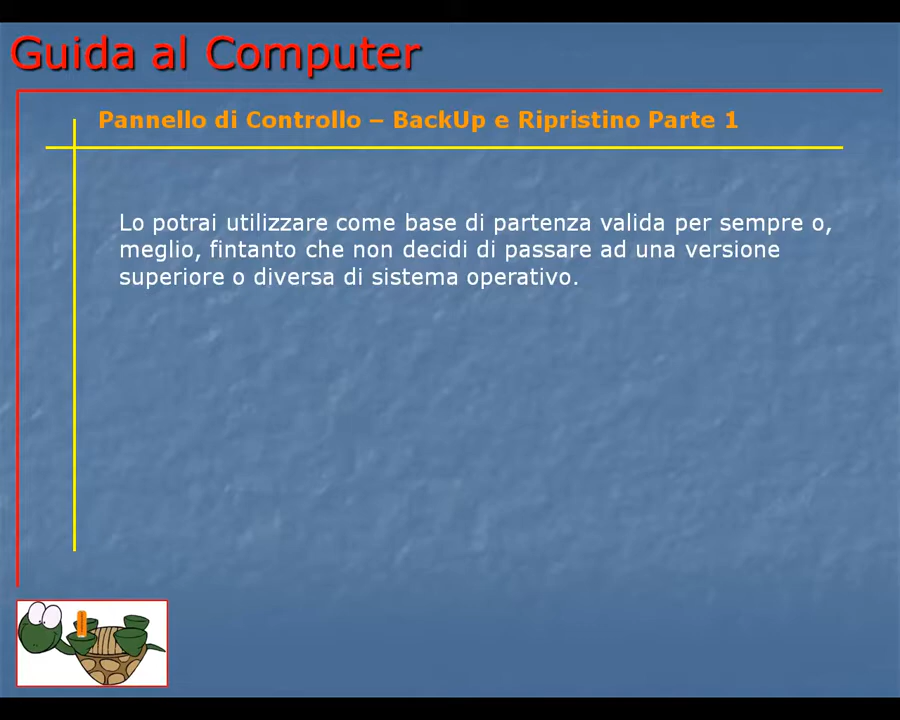 Guida al Computer
Pannello di Controllo – BackUp e Ripristino Parte 1
Lo potrai utilizzare come base di partenza valida per sempre o,
meglio, fintanto che non decidi di passare ad una versione
superiore o diversa di sistema operativo.